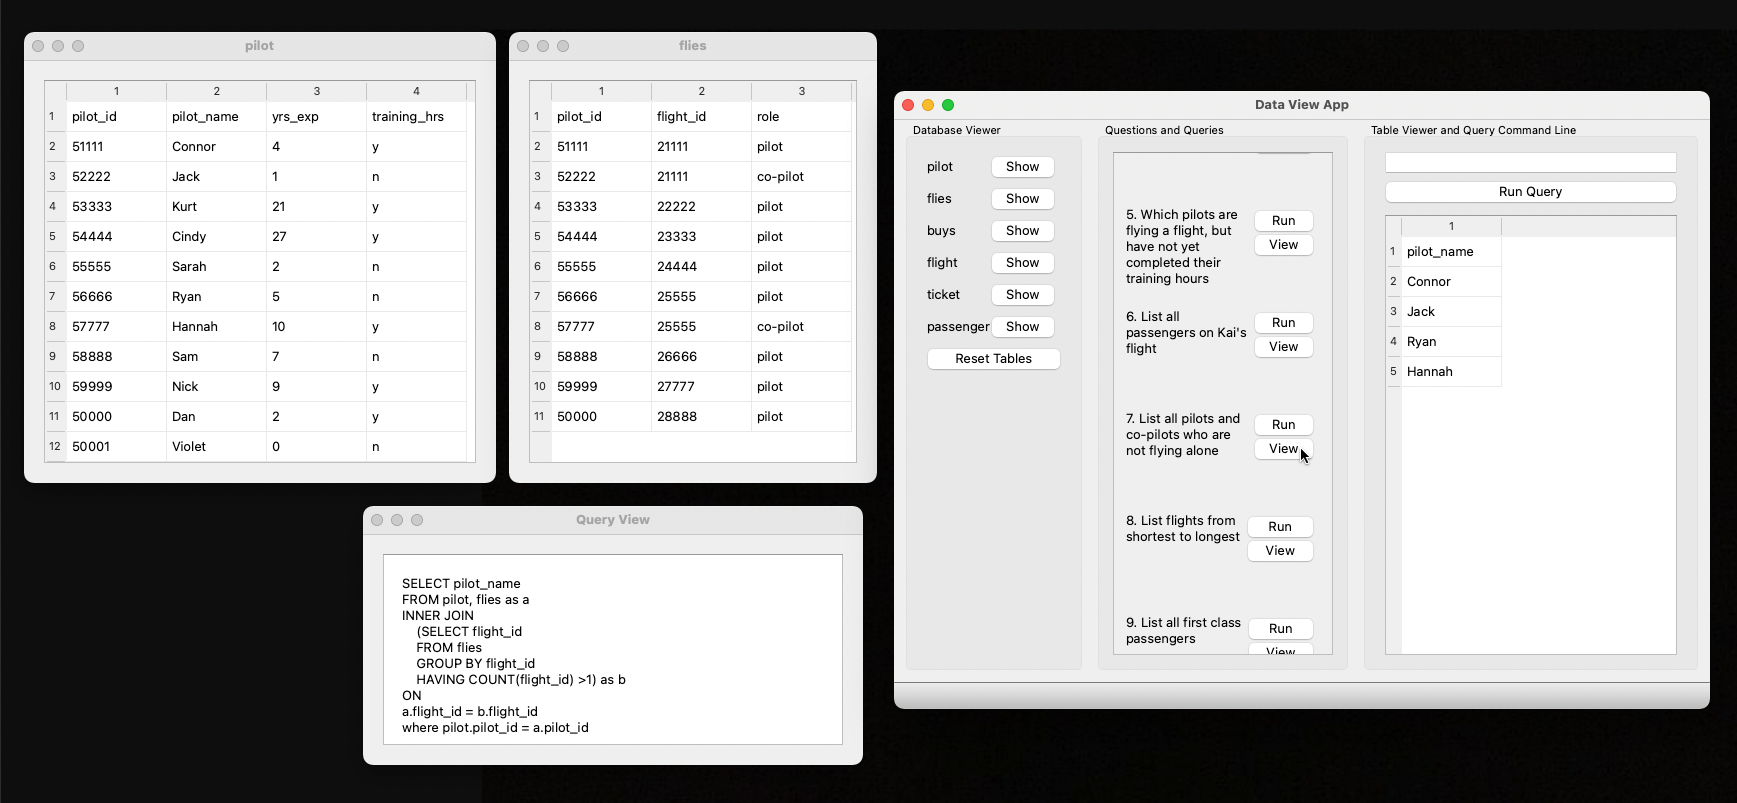 pilot
1 2 3 4
1 pilot_id pilot_name yrs_exp training_hrs
2 51111 Connor 4 y
3 52222 Jack 1 n
4 53333 Kurt 21 y
5 54444 Cindy 27 y
6 55555 Sarah 2 n
7 56666 Ryan 5 n
8 57777 Hannah 10 y
9 58888 Sam 7 n
10 59999 Nick 9 y
11 50000 Dan 2 y
12 50001 Violet 0 n
flies
1 2 3
1 pilot_id flight_id role
2 51111 21111 pilot
3 52222 21111 co-pilot
4 53333 22222 pilot
5 54444 23333 pilot
6 55555 24444 pilot
7 56666 25555 pilot
8 57777 25555 co-pilot
9 58888 26666 pilot
10 59999 27777 pilot
11 50000 28888 pilot
Query View
SELECT pilot_name
FROM pilot, flies as a
INNER JOIN
(SELECT flight_id
FROM flies
GROUP BY flight_id
HAVING COUNT(flight_id) >1) as b
ON
a.flight_id = b.flight_id
where pilot.pilot_id = a.pilot_id
Data View App
Database Viewer
pilot Show
flies Show
buys Show
flight Show
ticket Show
passenger Show
Reset Tables
Questions and Queries
5. Which pilots are
flying a flight, but
have not yet
completed their
training hours
Run
View
6. List all
passengers on Kai's
flight
Run
View
7. List all pilots and
co-pilots who are
not flying alone
Run
View
8. List flights from
shortest to longest
Run
View
9. List all first class
passengers
Run
View
Table Viewer and Query Command Line
Run Query
1
1 pilot_name
2 Connor
3 Jack
4 Ryan
5 Hannah